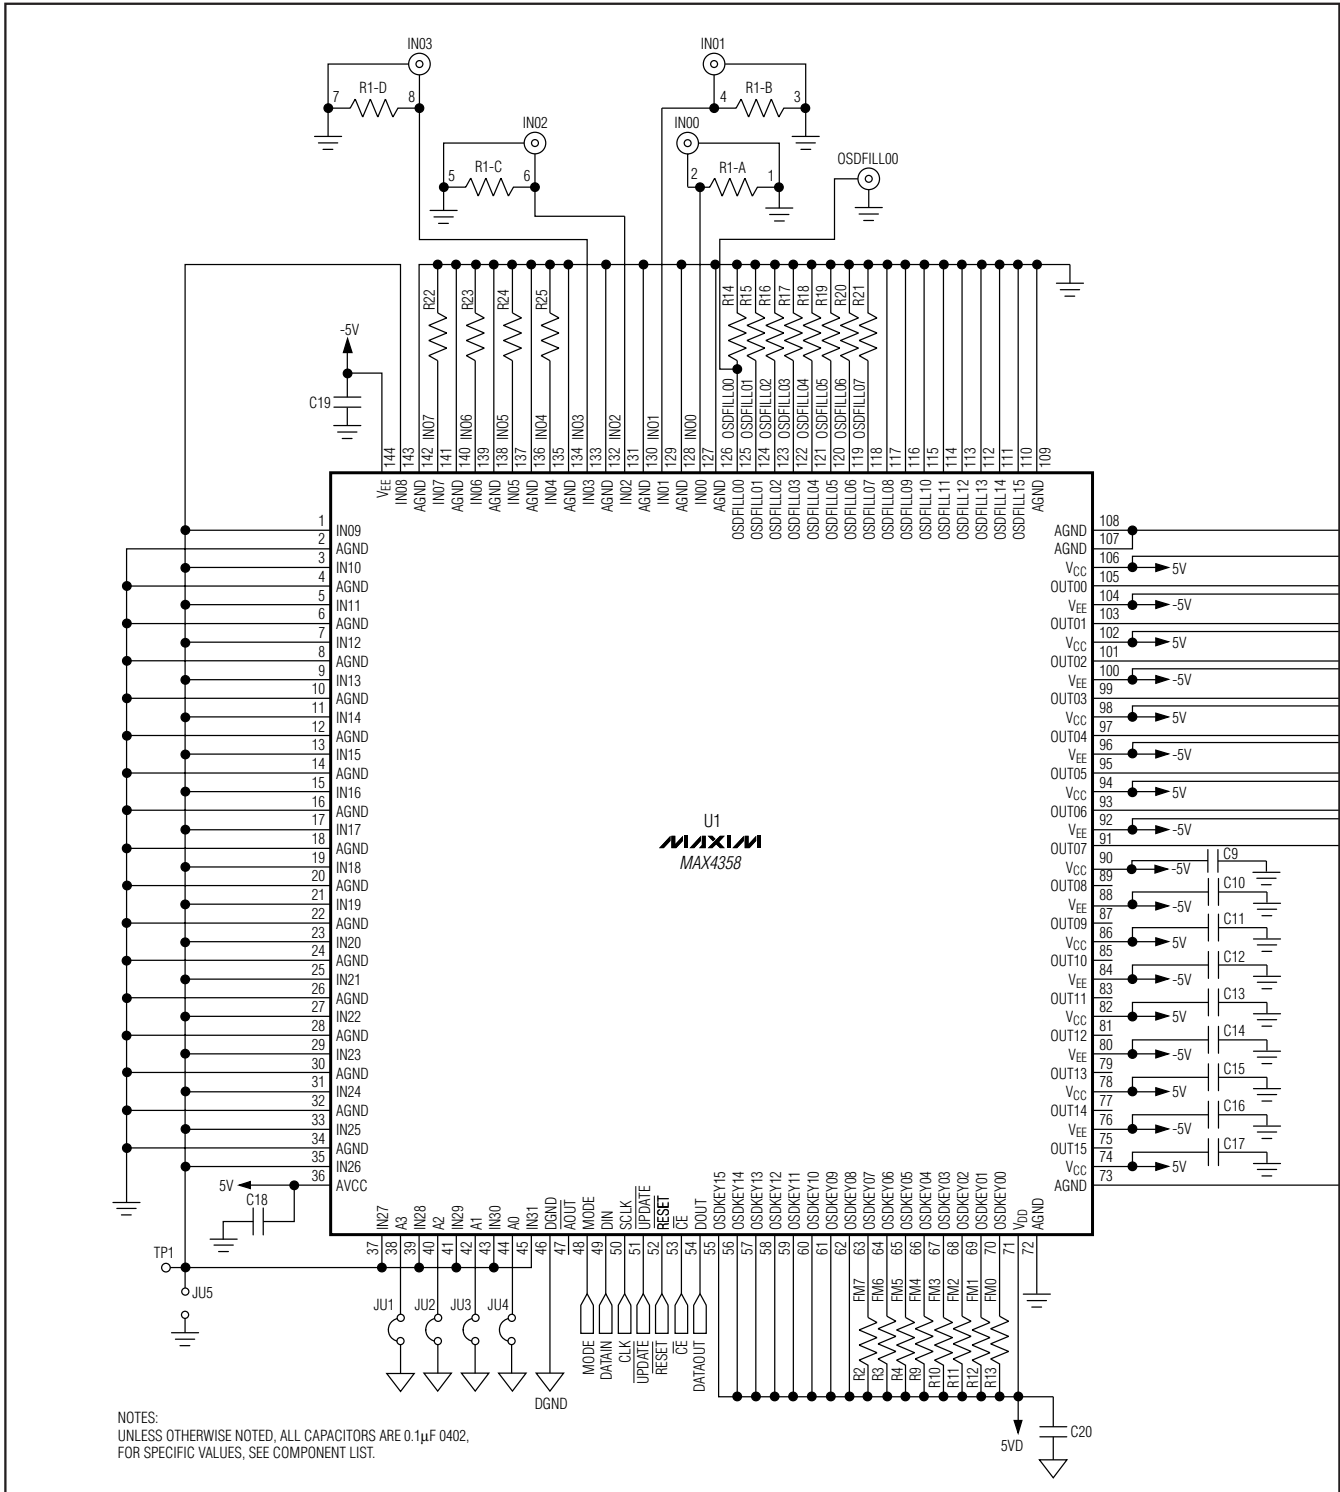 IN03
IN01
7
R1-D
8
4
R1-B
3
IN02
IN00
OSDFILL00
5
R1-C
6
2
R1-A
1
R22
R23
R24
R25
R14
R15
R16
R17
R18
R19
R20
R21
-5V
C19
IN07
IN06
IN05
IN04
IN03
IN02
IN01
IN00
OSDFILL00
OSDFILL01
OSDFILL02
OSDFILL03
OSDFILL04
OSDFILL05
OSDFILL06
OSDFILL07
144
143
142
141
140
139
138
137
136
135
134
133
132
131
130
129
128
127
126
125
124
123
122
121
120
119
118
117
116
115
114
113
112
111
110
109
VEE
IN08
AGND
IN07
AGND
IN06
AGND
IN05
AGND
IN04
AGND
IN03
AGND
IN02
AGND
IN01
AGND
IN00
AGND
OSDFILL00
OSDFILL01
OSDFILL02
OSDFILL03
OSDFILL04
OSDFILL05
OSDFILL06
OSDFILL07
OSDFILL08
OSDFILL09
OSDFILL10
OSDFILL11
OSDFILL12
OSDFILL13
OSDFILL14
OSDFILL15
AGND
1 IN09
2 AGND
3 IN10
4 AGND
5 IN11
6 AGND
7 IN12
8 AGND
9 IN13
10 AGND
11 IN14
12 AGND
13 IN15
14 AGND
15 IN16
16 AGND
17 IN17
18 AGND
19 IN18
20 AGND
21 IN19
22 AGND
23 IN20
24 AGND
25 IN21
26 AGND
27 IN22
28 AGND
29 IN23
30 AGND
31 IN24
32 AGND
33 IN25
34 AGND
35 IN26
36 AVCC
5V
C18
TP1
JU5
U1
MAXIM
MAX4358
AGND 108
AGND 107
VCC 106 5V
OUT00 105
VEE 104 -5V
OUT01 103
VCC 102 5V
OUT02 101
VEE 100 -5V
OUT03 99
VCC 98 5V
OUT04 97
VEE 96 -5V
OUT05 95
VCC 94 5V
OUT06 93
VEE 92 -5V
OUT07 91
VCC 90 -5V C9
OUT08 89
VEE 88 -5V C10
OUT09 87
VCC 86 5V C11
OUT10 85
VEE 84 -5V C12
OUT11 83
VCC 82 5V C13
OUT12 81
VEE 80 -5V C14
OUT13 79
VCC 78 5V C15
OUT14 77
VEE 76 -5V C16
OUT15 75
VCC 74 5V C17
AGND 73
IN27
A3
IN28
A2
IN29
A1
IN30
A0
IN31
DGND
AOUT
MODE
DIN
SCLK
UPDATE
RESET
CE
DOUT
OSDKEY15
OSDKEY14
OSDKEY13
OSDKEY12
OSDKEY11
OSDKEY10
OSDKEY09
OSDKEY08
OSDKEY07
OSDKEY06
OSDKEY05
OSDKEY04
OSDKEY03
OSDKEY02
OSDKEY01
OSDKEY00
VDD
AGND
37
38
39
40
41
42
43
44
45
46
47
48
49
50
51
52
53
54
55
56
57
58
59
60
61
62
63
64
65
66
67
68
69
70
71
72
JU1
JU2
JU3
JU4
DGND
MODE
DATAIN
CLK
UPDATE
RESET
CE
DATAOUT
FM7
FM6
FM5
FM4
FM3
FM2
FM1
FM0
R2
R3
R4
R9
R10
R11
R12
R13
5VD
C20
NOTES:
UNLESS OTHERWISE NOTED, ALL CAPACITORS ARE 0.1µF 0402,
FOR SPECIFIC VALUES, SEE COMPONENT LIST.